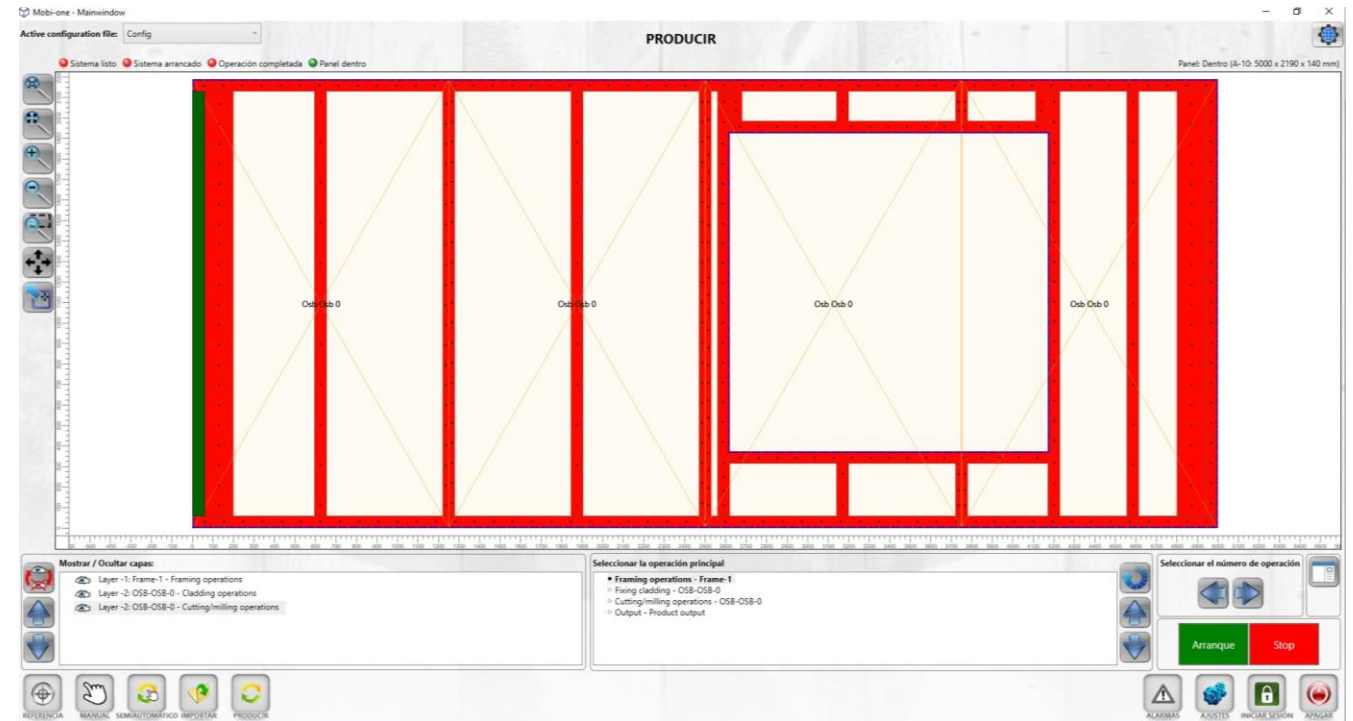 Mobi-one - Mainwindow
Active configuration file: Config
PRODUCIR
Sistema listo Sistema arrancado Operación completada Panel dentro
Panel: Dentro (A-10: 5000 x 2190 x 140 mm)
Osb Osb 0 Osb Osb 0 Osb Osb 0 Osb Osb 0
Mostrar / Ocultar capas:
Layer -1: Frame-1 - Framing operations
Layer -2: OSB-OSB-0 - Cladding operations
Layer -2: OSB-OSB-0 - Cutting/milling operations
Seleccionar la operación principal
Framing operations - Frame-1
Fixing cladding - OSB-OSB-0
Cutting/milling operations - OSB-OSB-0
Output - Product output
Seleccionar el número de operación
Arranque Stop
REFERENCIA MANUAL SEMIAUTOMÁTICO IMPORTAR PRODUCIR
ALARMAS AJUSTES INICIAR SESIÓN APAGAR